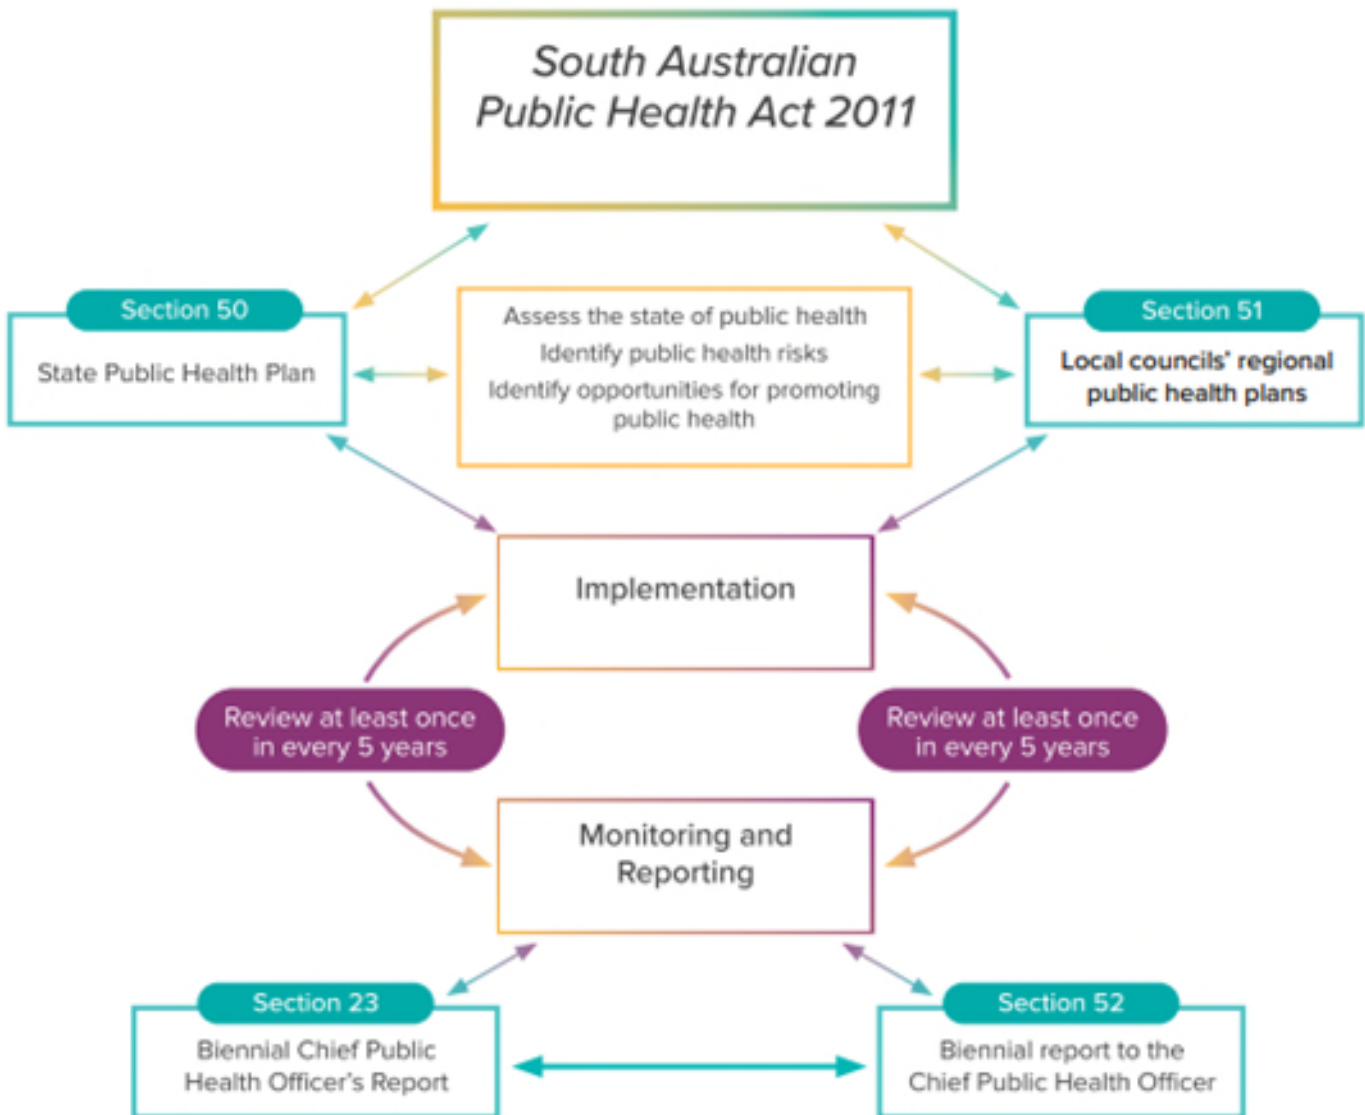 South Australian
Public Health Act 2011
Section 50
State Public Health Plan
Assess the state of public health
Identify public health risks
Identify opportunities for promoting
public health
Section 51
Local councils' regional
public health plans
Implementation
Review at least once
in every 5 years
Review at least once
in every 5 years
Monitoring and
Reporting
Section 23
Biennial Chief Public
Health Officer's Report
Section 52
Biennial report to the
Chief Public Health Officer